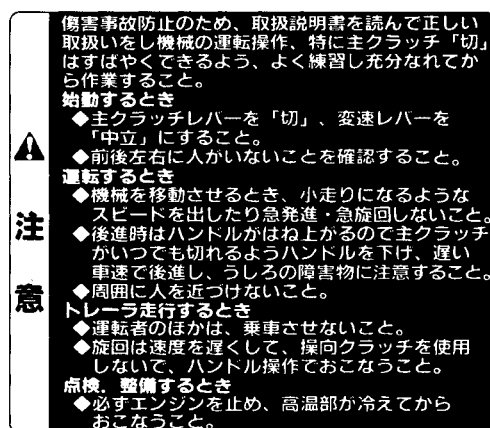 注意
傷害事故防止のため、取扱説明書を読んで正しい
取扱いをし機械の運転操作、特に主クラッチ「切」
はすばやくできるよう、よく練習し充分なれてか
ら作業すること。
始動するとき
◆主クラッチレバーを「切」、変速レバーを
「中立」にすること。
◆前後左右に人がいないことを確認すること。
運転するとき
◆機械を移動させるとき、小走りになるような
スピードを出したり急発進・急旋回しないこと。
◆後進時はハンドルがはね上がるので主クラッチ
がいつでも切れるようハンドルを下げ、遅い
車速で後進し、うしろの障害物に注意すること。
◆周囲に人を近づけないこと。
トレーラ走行するとき
◆運転者のほかは、乗車させないこと。
◆旋回は速度を遅くして、操向クラッチを使用
しないで、ハンドル操作でおこなうこと。
点検．整備するとき
◆必ずエンジンを止め、高温部が冷えてから
おこなうこと。